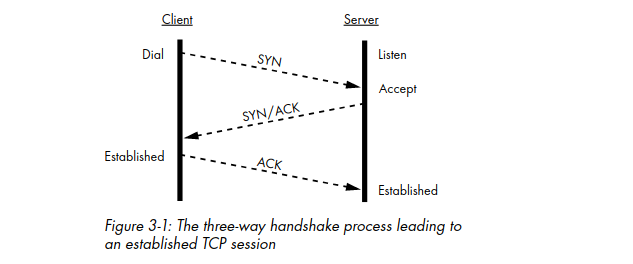 Client
Server
Dial
SYN
Listen
Accept
SYN/ACK
Established
ACK
Established
Figure 3-1: The three-way handshake process leading to
an established TCP session